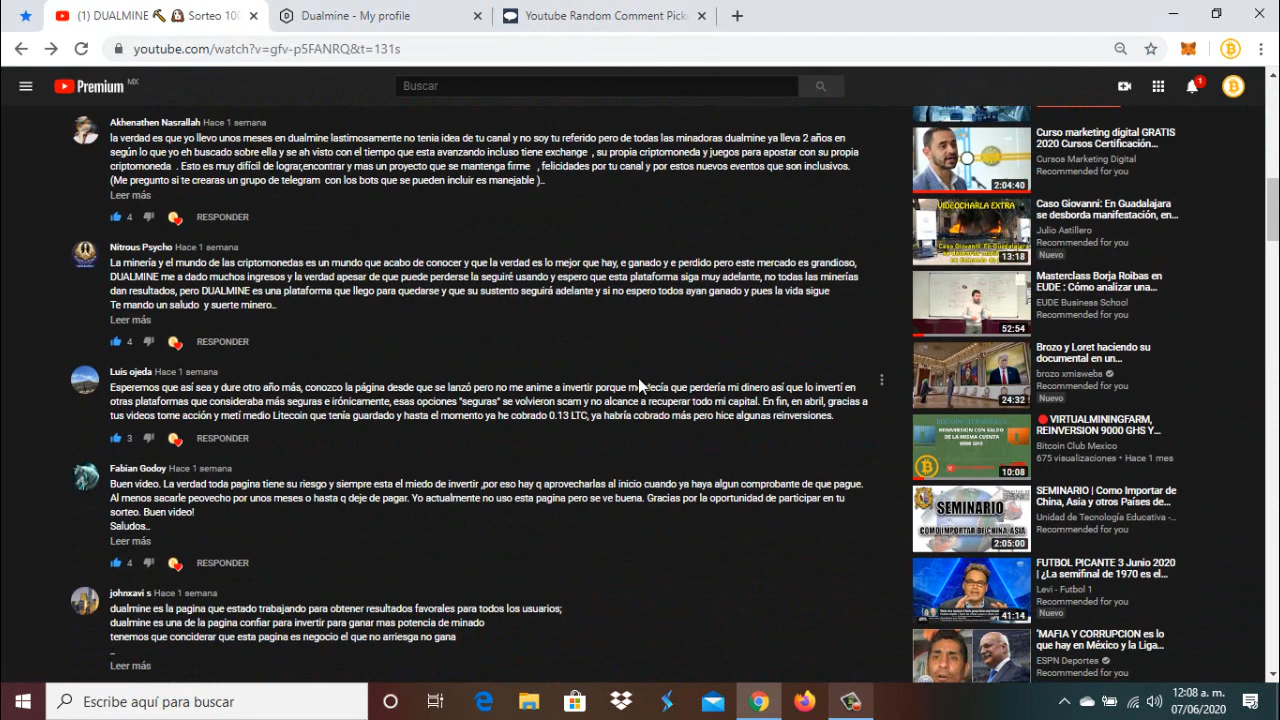 (1) DUALMINE Sorteo 100
Dualmine - My profile
Youtube Random Comment Picke
youtube.com/watch?v=gfv-p5FANRQ&t=131s
Premium MX
Buscar
1
Akhenathen Nasrallah Hace 1 semana
la verdad es que yo llevo unos meses en dualmine lastimosamente no tenia idea de tu canal y no soy tu referido pero de todas las minadoras dualmine ya lleva 2 años en
según lo que yo eh buscado sobre ella y se ah visto con el tiempo que esta avanzando incluso tiene exchange , su propia criptomoneda y juegos para apostar con su propia
criptomoneda . Esto es muy difícil de lograr encontrar y mas un proyecto que se mantenga firme , felicidades por tu canal y por estos nuevos eventos que son inclusivos.
(Me pregunto si te crearas un grupo de telegram con los bots que se pueden incluir es manejable )..
Leer más
4 RESPONDER
Nitrous Psycho Hace 1 semana
La minería y el mundo de las criptomonedas es un mundo que acabo de conocer y que la verdad es lo mejor que hay, e ganado y e perdido pero este mercado es grandioso,
DUALMINE me a dado muchos ingresos y la verdad apesar de que puede perderse la seguiré usando y espero que esta plataforma siga muy adelante, no todas las minerías
dan resultados, pero DUALMINE es una plataforma que llego para quedarse y que su sustento seguirá adelante y si no espero todos ayan ganado y pues la vida sigue
Te mando un saludo y suerte minero..
Leer más
4 RESPONDER
Luis ojeda Hace 1 semana
Esperemos que así sea y dure otro año más, conozco la página desde que se lanzó pero no me anime a invertir porque me decía que perdería mi dinero así que lo invertí en
otras plataformas que consideraba más seguras e irónicamente, esas opciones "seguras" se volvieron scam y no alcance a recuperar todo mi capital. En fin, en abril, gracias a
tus videos tome acción y metí medio Litecoin que tenía guardado y hasta el momento ya he cobrado 0.13 LTC, ya habría cobrado más pero hice algunas reinversiones.
3 RESPONDER
Fabian Godoy Hace 1 semana
Buen video. La verdad toda pagina tiene su riesgo y siempre esta el miedo de invertir ,por eso hay q aprovecharlas al inicio cuando ya haya algun comprobante de que pague.
Al menos sacarle peovecho por unos meses o hasta q deje de pagar. Yo actualmente no uso esta pagina pero se ve buena. Gracias por la oportunidad de participar en tu
sorteo. Buen video!
Saludos..
Leer más
4 RESPONDER
johnxavi s Hace 1 semana
dualmine es la pagina que estado trabajando para obtener resultados favorales para todos los usuarios;
dualmine es una de la pagina confiar para invertir para ganar mas potencia de minado
tenemos que conciderar que esta pagina es negocio el que no arriesga no gana
..
Leer más
2:04:40
Curso marketing digital GRATIS
2020 Cursos Certificación...
Cursos Marketing Digital
Recommended for you
VIDEOCHARLA EXTRA
Caso Giovanni: En Guadalajara
13:18
Caso Giovanni: En Guadalajara
se desborda manifestación, en...
Julio Astillero
Recommended for you
Nuevo
52:54
Masterclass Borja Roibas en
EUDE : Cómo analizar una...
EUDE Business School
Recommended for you
24:32
Brozo y Loret haciendo su
documental en un...
brozo xmiswebs
Recommended for you
Nuevo
REINVERSION CON SALDO
DE LA MISMA CUENTA
9000 GHS
10:08
VIRTUALMININGFARM,
REINVERSION 9000 GHS Y...
Bitcoin Club Mexico
675 visualizaciones • Hace 1 mes
SEMINARIO
COMO IMPORTAR DE CHINA, ASIA
2:05:00
SEMINARIO | Como Importar de
China, Asia y otros Países de...
Unidad de Tecnología Educativa -...
Recommended for you
41:14
FUTBOL PICANTE 3 Junio 2020
| ¿La semifinal de 1970 es el...
Levi - Futbol 1
Recommended for you
Nuevo
'MAFIA Y CORRUPCION es lo
que hay en México y la Liga...
ESPN Deportes
Recommended for you
Escribe aquí para buscar
12:08 a. m.
07/06/2020